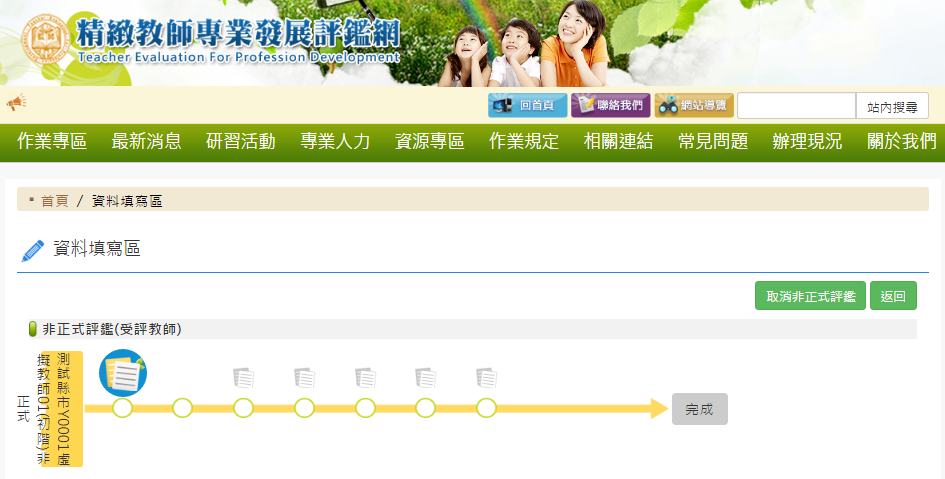 精緻教師專業發展評鑑網
Teacher Evaluation For Profession Development
回首頁 聯絡我們 網站導覽 站內搜尋
作業專區 最新消息 研習活動 專業人力 資源專區 作業規定 相關連結 常見問題 辦理現況 關於我們
首頁 / 資料填寫區
資料填寫區
取消非正式評鑑 返回
非正式評鑑(受評教師)
測試縣市Y0001虛
擬教師01(初階)非
正式
完成